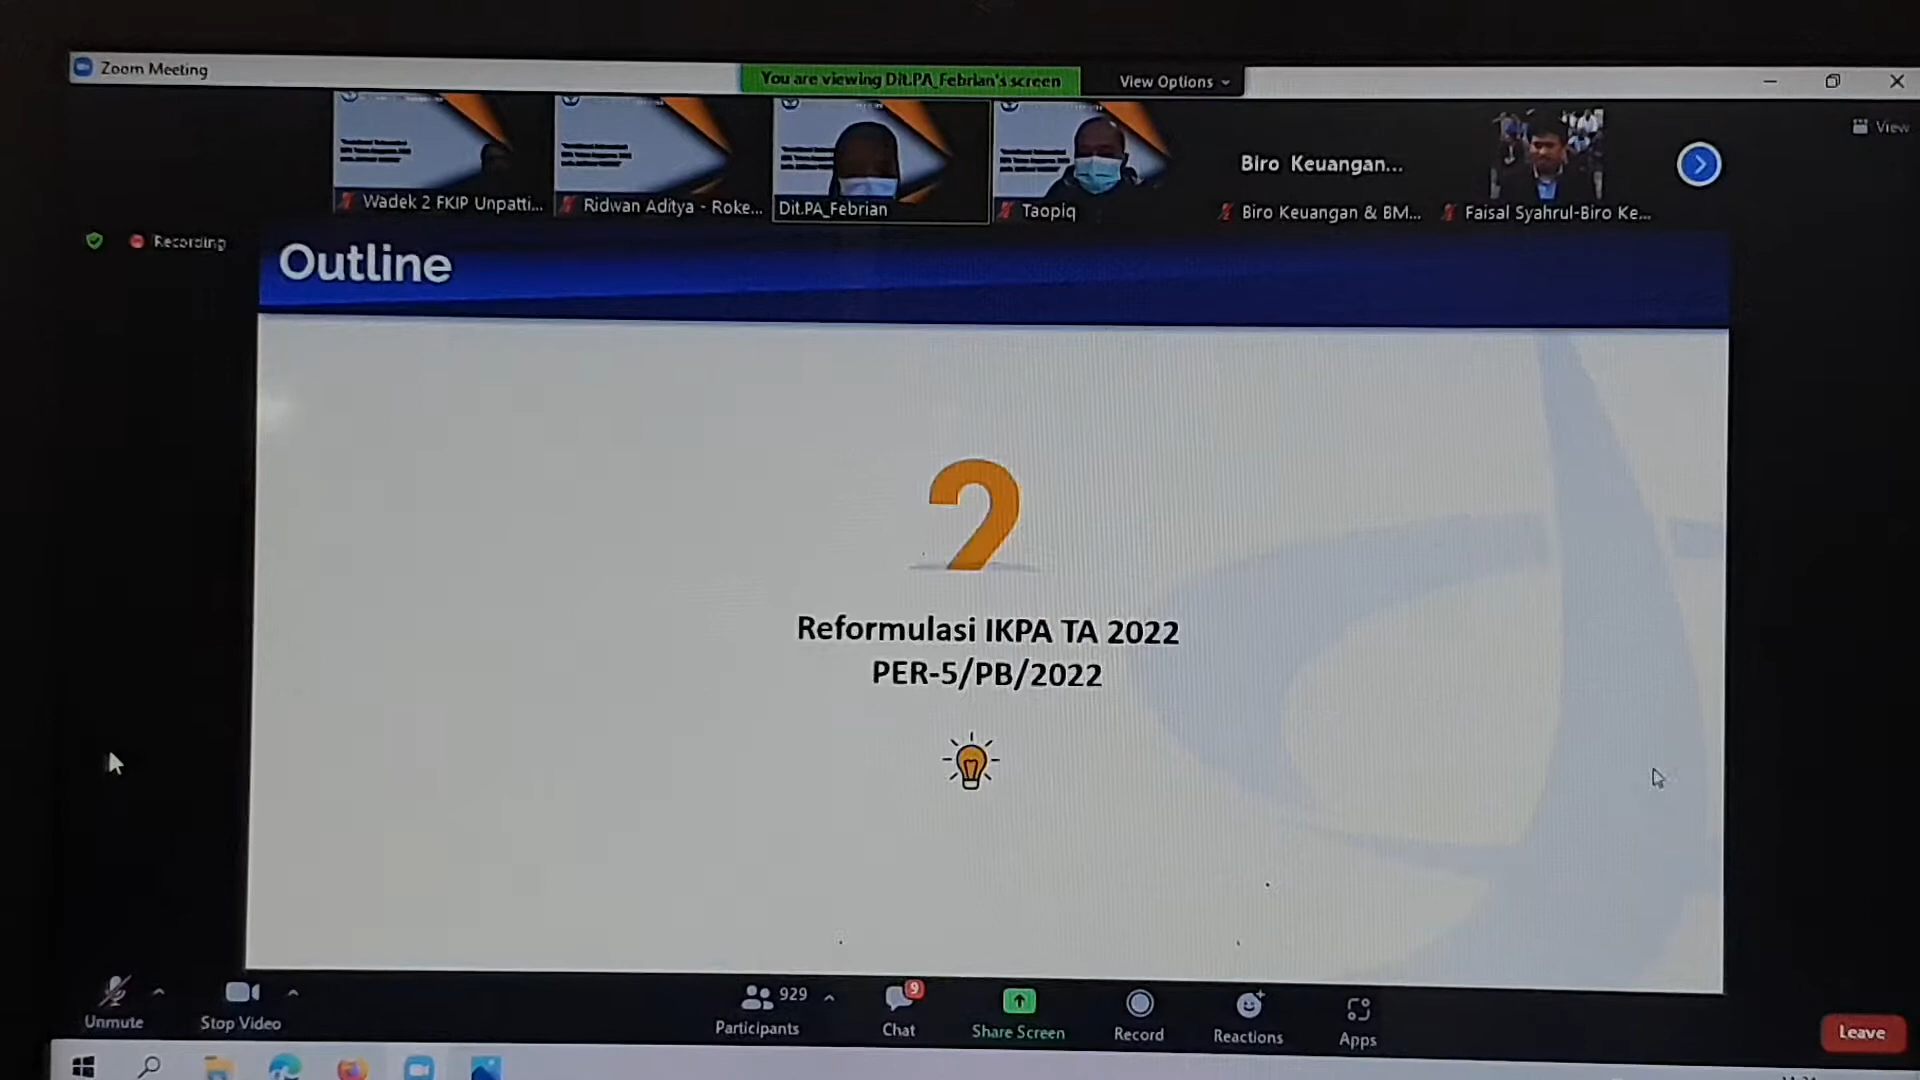 Zoom Meeting
You are viewing Dit.PA_Febrian's screen
View Options
View
Biro Keuangan...
Wadek 2 FKIP Unpatti...
Ridwan Aditya - Roke...
Dit.PA_Febrian
Taopiq
Biro Keuangan & BM...
Faisal Syahrul-Biro Ke...
Recording
Outline
2
Reformulasi IKPA TA 2022
PER-5/PB/2022
Unmute
Stop Video
929
Participants
9
Chat
Share Screen
Record
Reactions
Apps
Leave